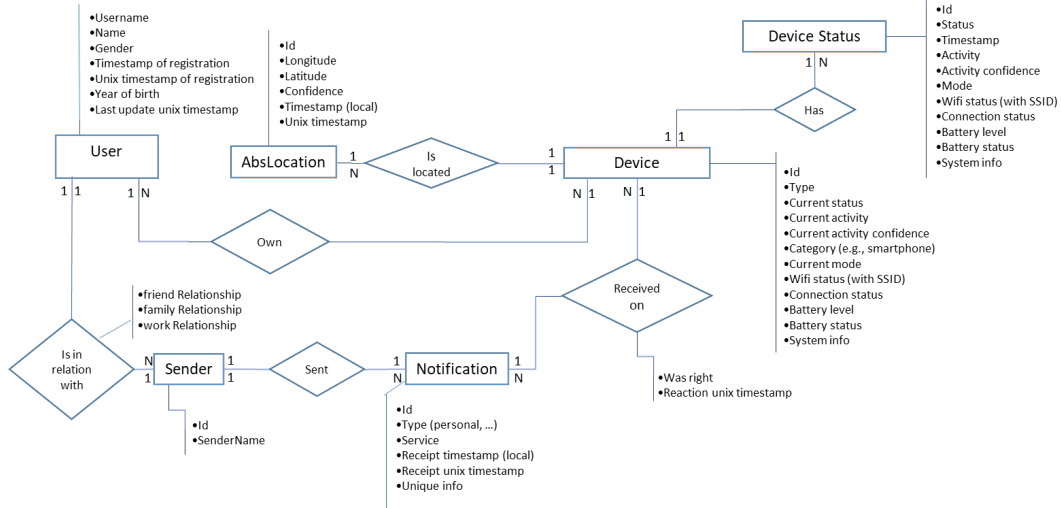 •Username
•Name
•Gender
•Timestamp of registration
•Unix timestamp of registration
•Year of birth
•Last update unix timestamp
User
1 1
1 N
•Id
•Longitude
•Latitude
•Confidence
•Timestamp (local)
•Unix timestamp
AbsLocation
1
N
Is
located
1
1
Device
1 1
N 1
N 1
Device Status
1 N
Has
•Id
•Status
•Timestamp
•Activity
•Activity confidence
•Mode
•Wifi status (with SSID)
•Connection status
•Battery level
•Battery status
•System info
•Id
•Type
•Current status
•Current activity
•Current activity confidence
•Category (e.g., smartphone)
•Current mode
•Wifi status (with SSID)
•Connection status
•Battery level
•Battery status
•System info
Own
Received
on
•Was right
•Reaction unix timestamp
•friend Relationship
•family Relationship
•work Relationship
Is in
relation
with
N
1
Sender
1
1
•Id
•SenderName
Sent
1
N
Notification
1
N
•Id
•Type (personal, ...)
•Service
•Receipt timestamp (local)
•Receipt unix timestamp
•Unique info